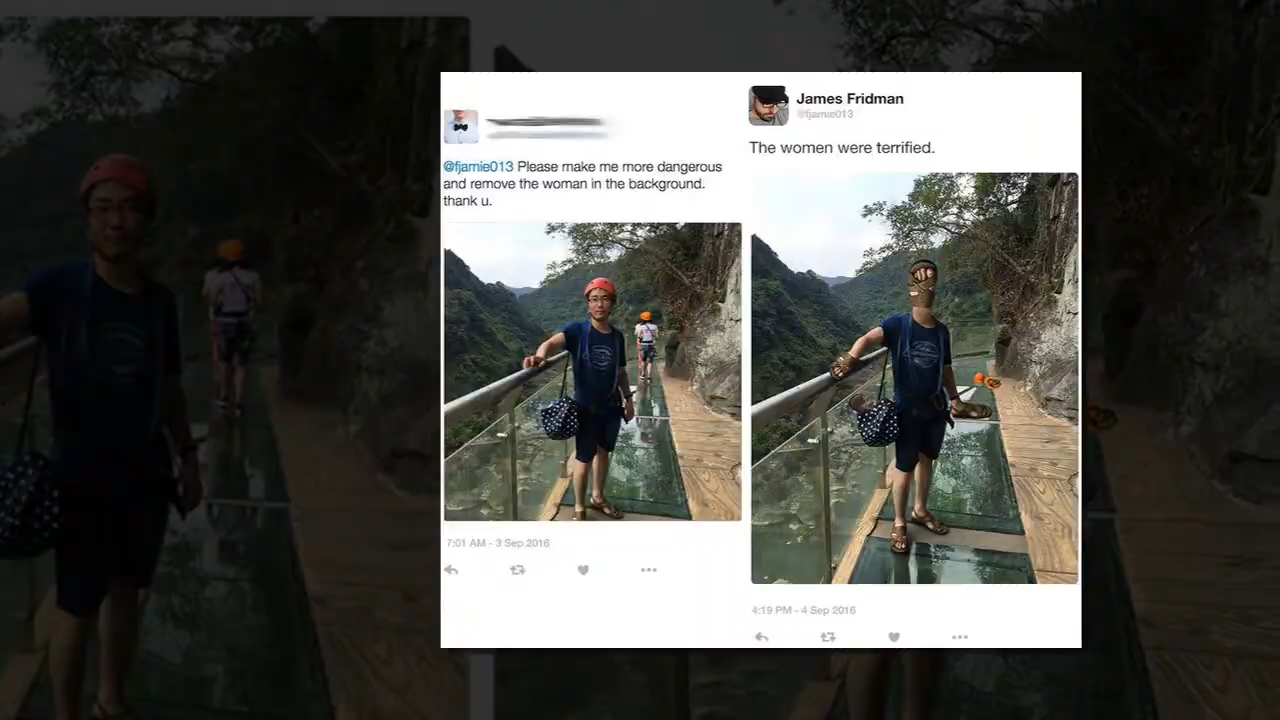 @fjamie013 Please make me more dangerous
and remove the woman in the background.
thank u.
7:01 AM - 3 Sep 2016
James Fridman
@fjamie013
The women were terrified.
4:19 PM - 4 Sep 2016